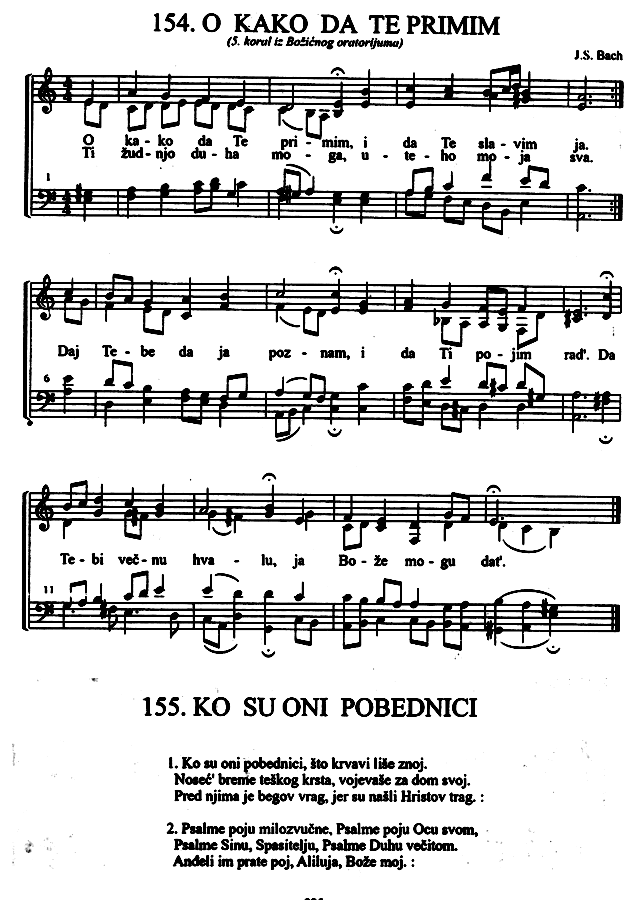 154. O KAKO DA TE PRIMIM
(5. koral iz Božićnog oratorijuma)
J.S. Bach
O ka - ko da Te pri - mim, i da Te sla - vim ja.
Ti žud - njo du - ha mo - ga, u - te - ho mo - ja sva.
1
Daj Te - be da ja poz - nam, i da Ti po - jim rad'. Da
6
Te - bi več - nu hva - lu, ja Bo - že mo - gu dat'.
11
155. KO SU ONI POBEDNICI
1. Ko su oni pobednici, što krvavi liše znoj.
Noseć' breme teškog krsta, vojevaše za dom svoj.
Pred njima je begov vrag, jer su našli Hristov trag. :
2. Psalme poju milozvučne, Psalme poju Ocu svom,
Psalme Sinu, Spasitelju, Psalme Duhu večitom.
Anđeli im prate poj, Aliluja, Bože moj. :